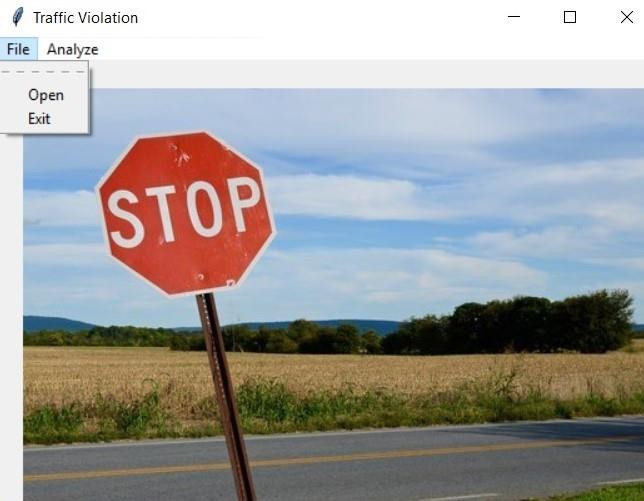 Traffic Violation
File Analyze
Open
Exit
STOP